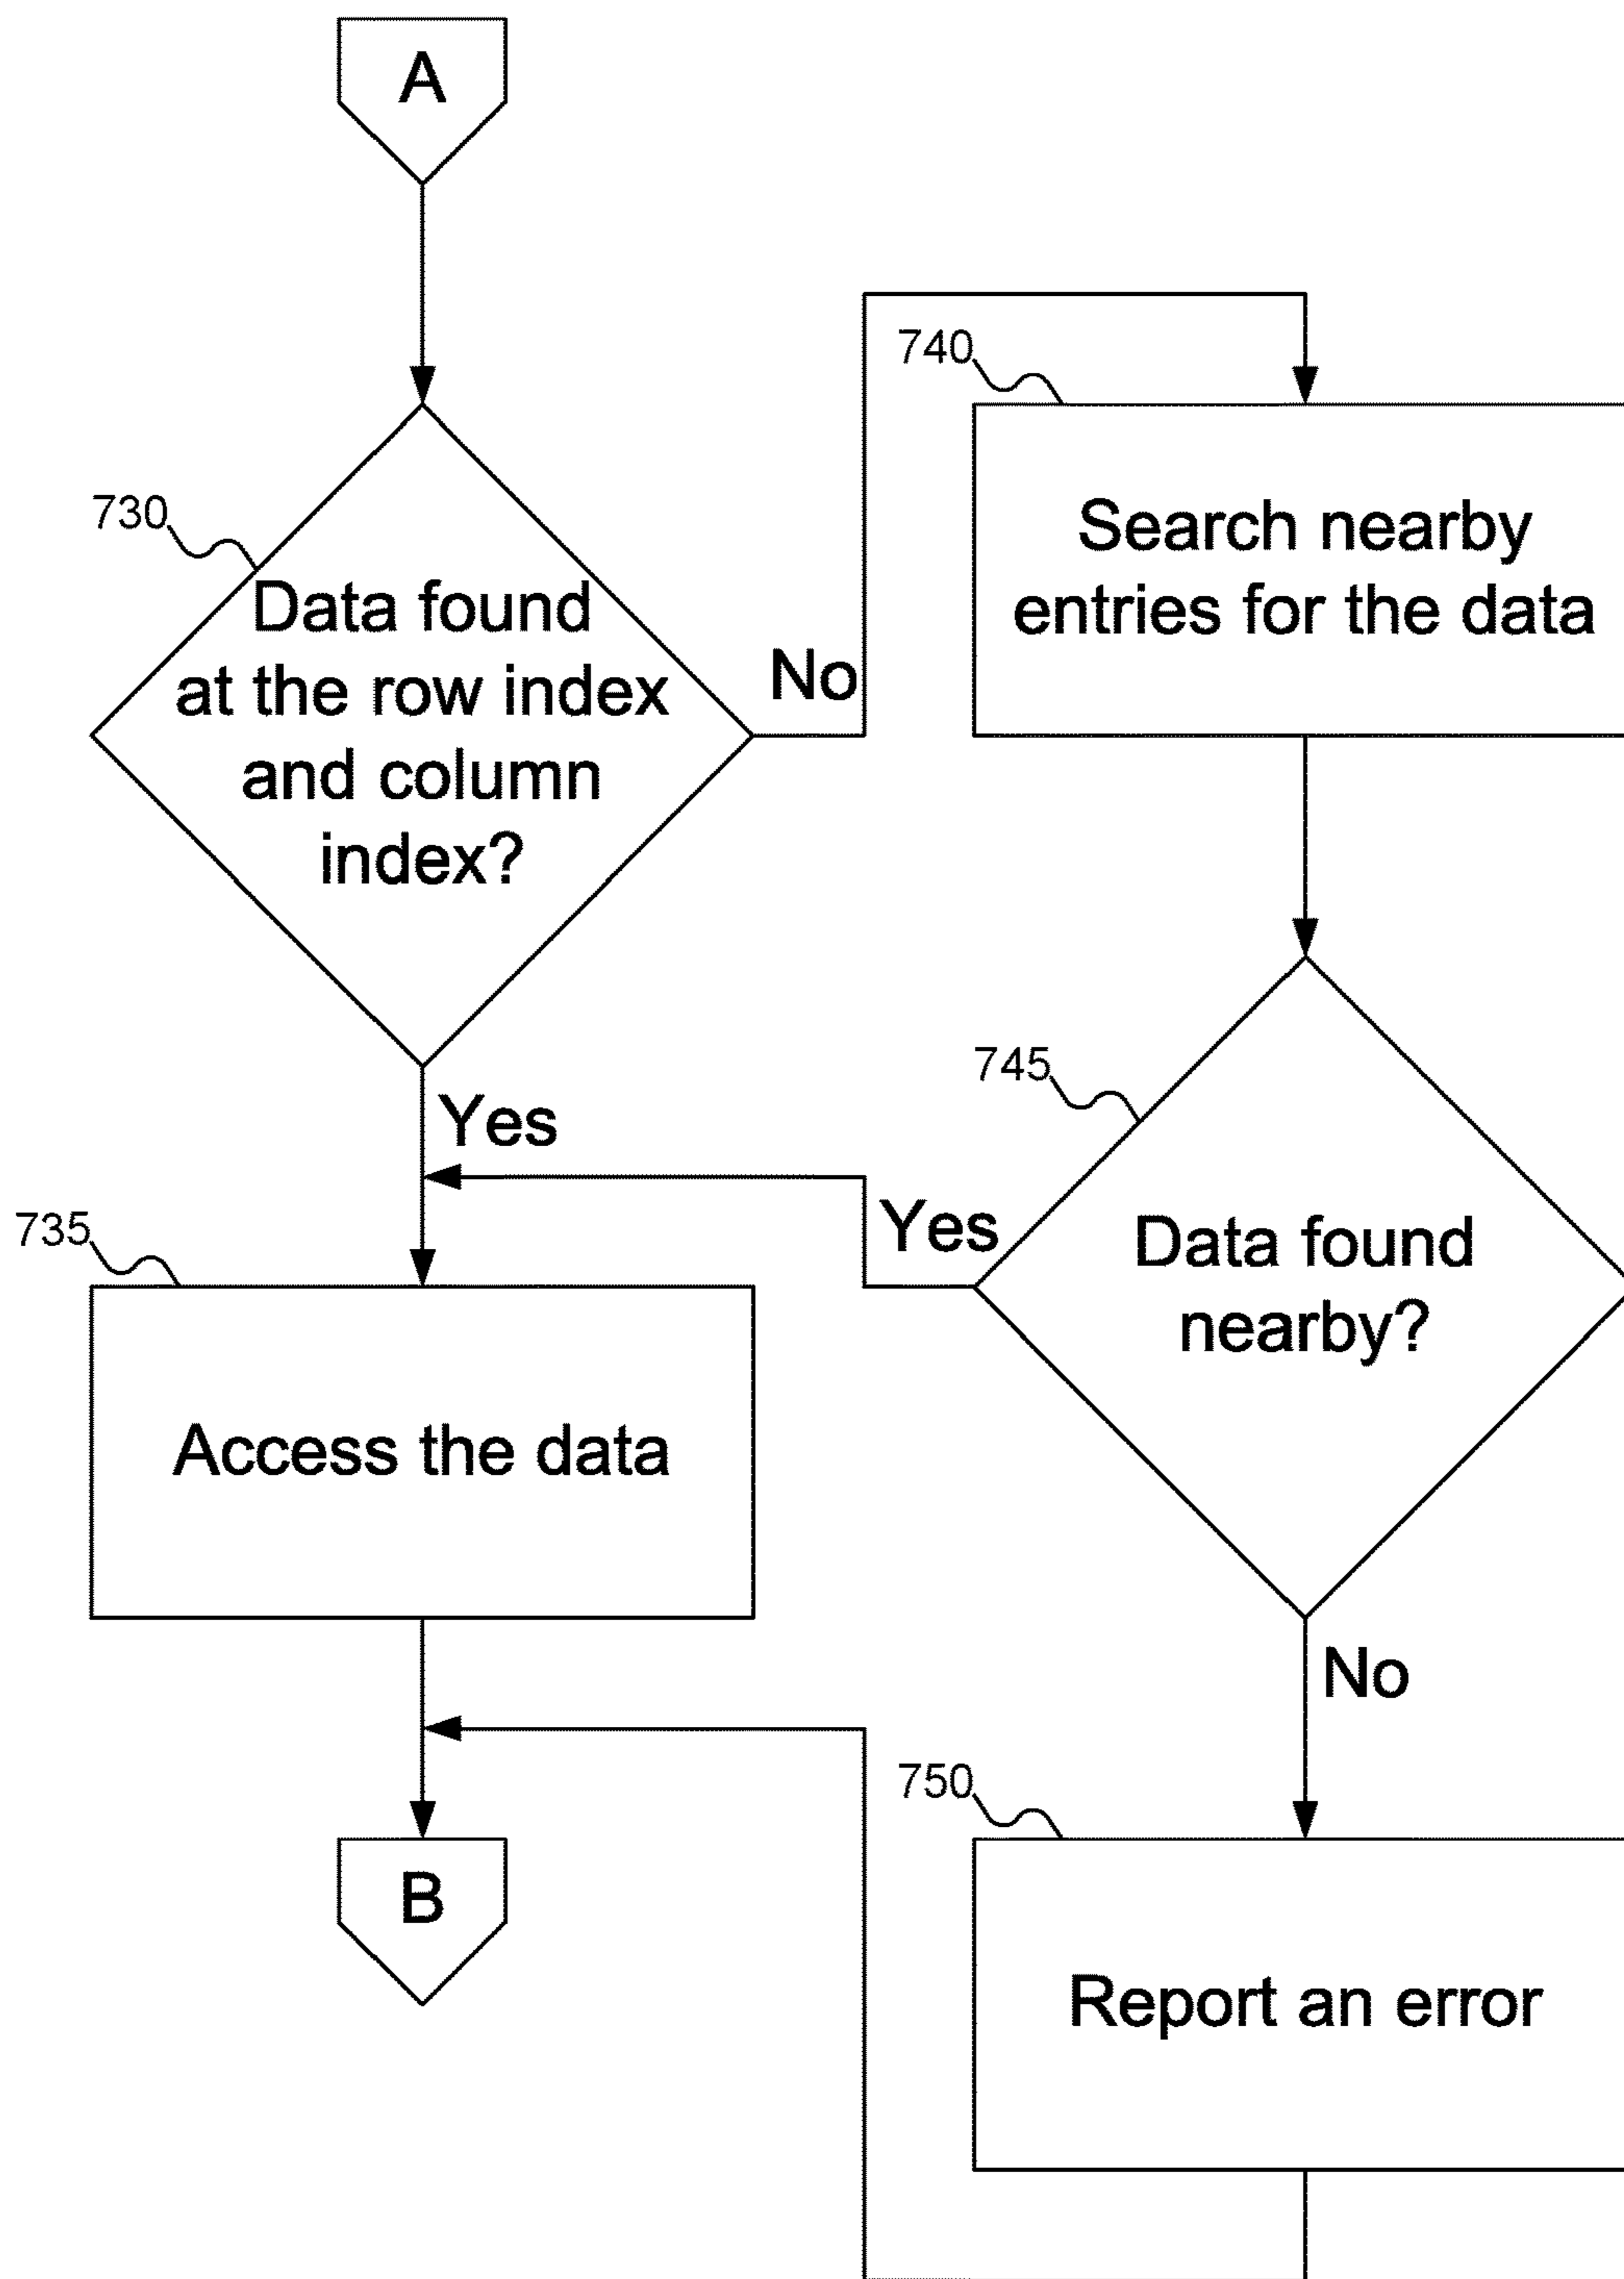 A
730
Data found
at the row index
and column
index?
No
740
Search nearby
entries for the data
745
Data found
nearby?
Yes
Yes
735
Access the data
No
750
Report an error
B